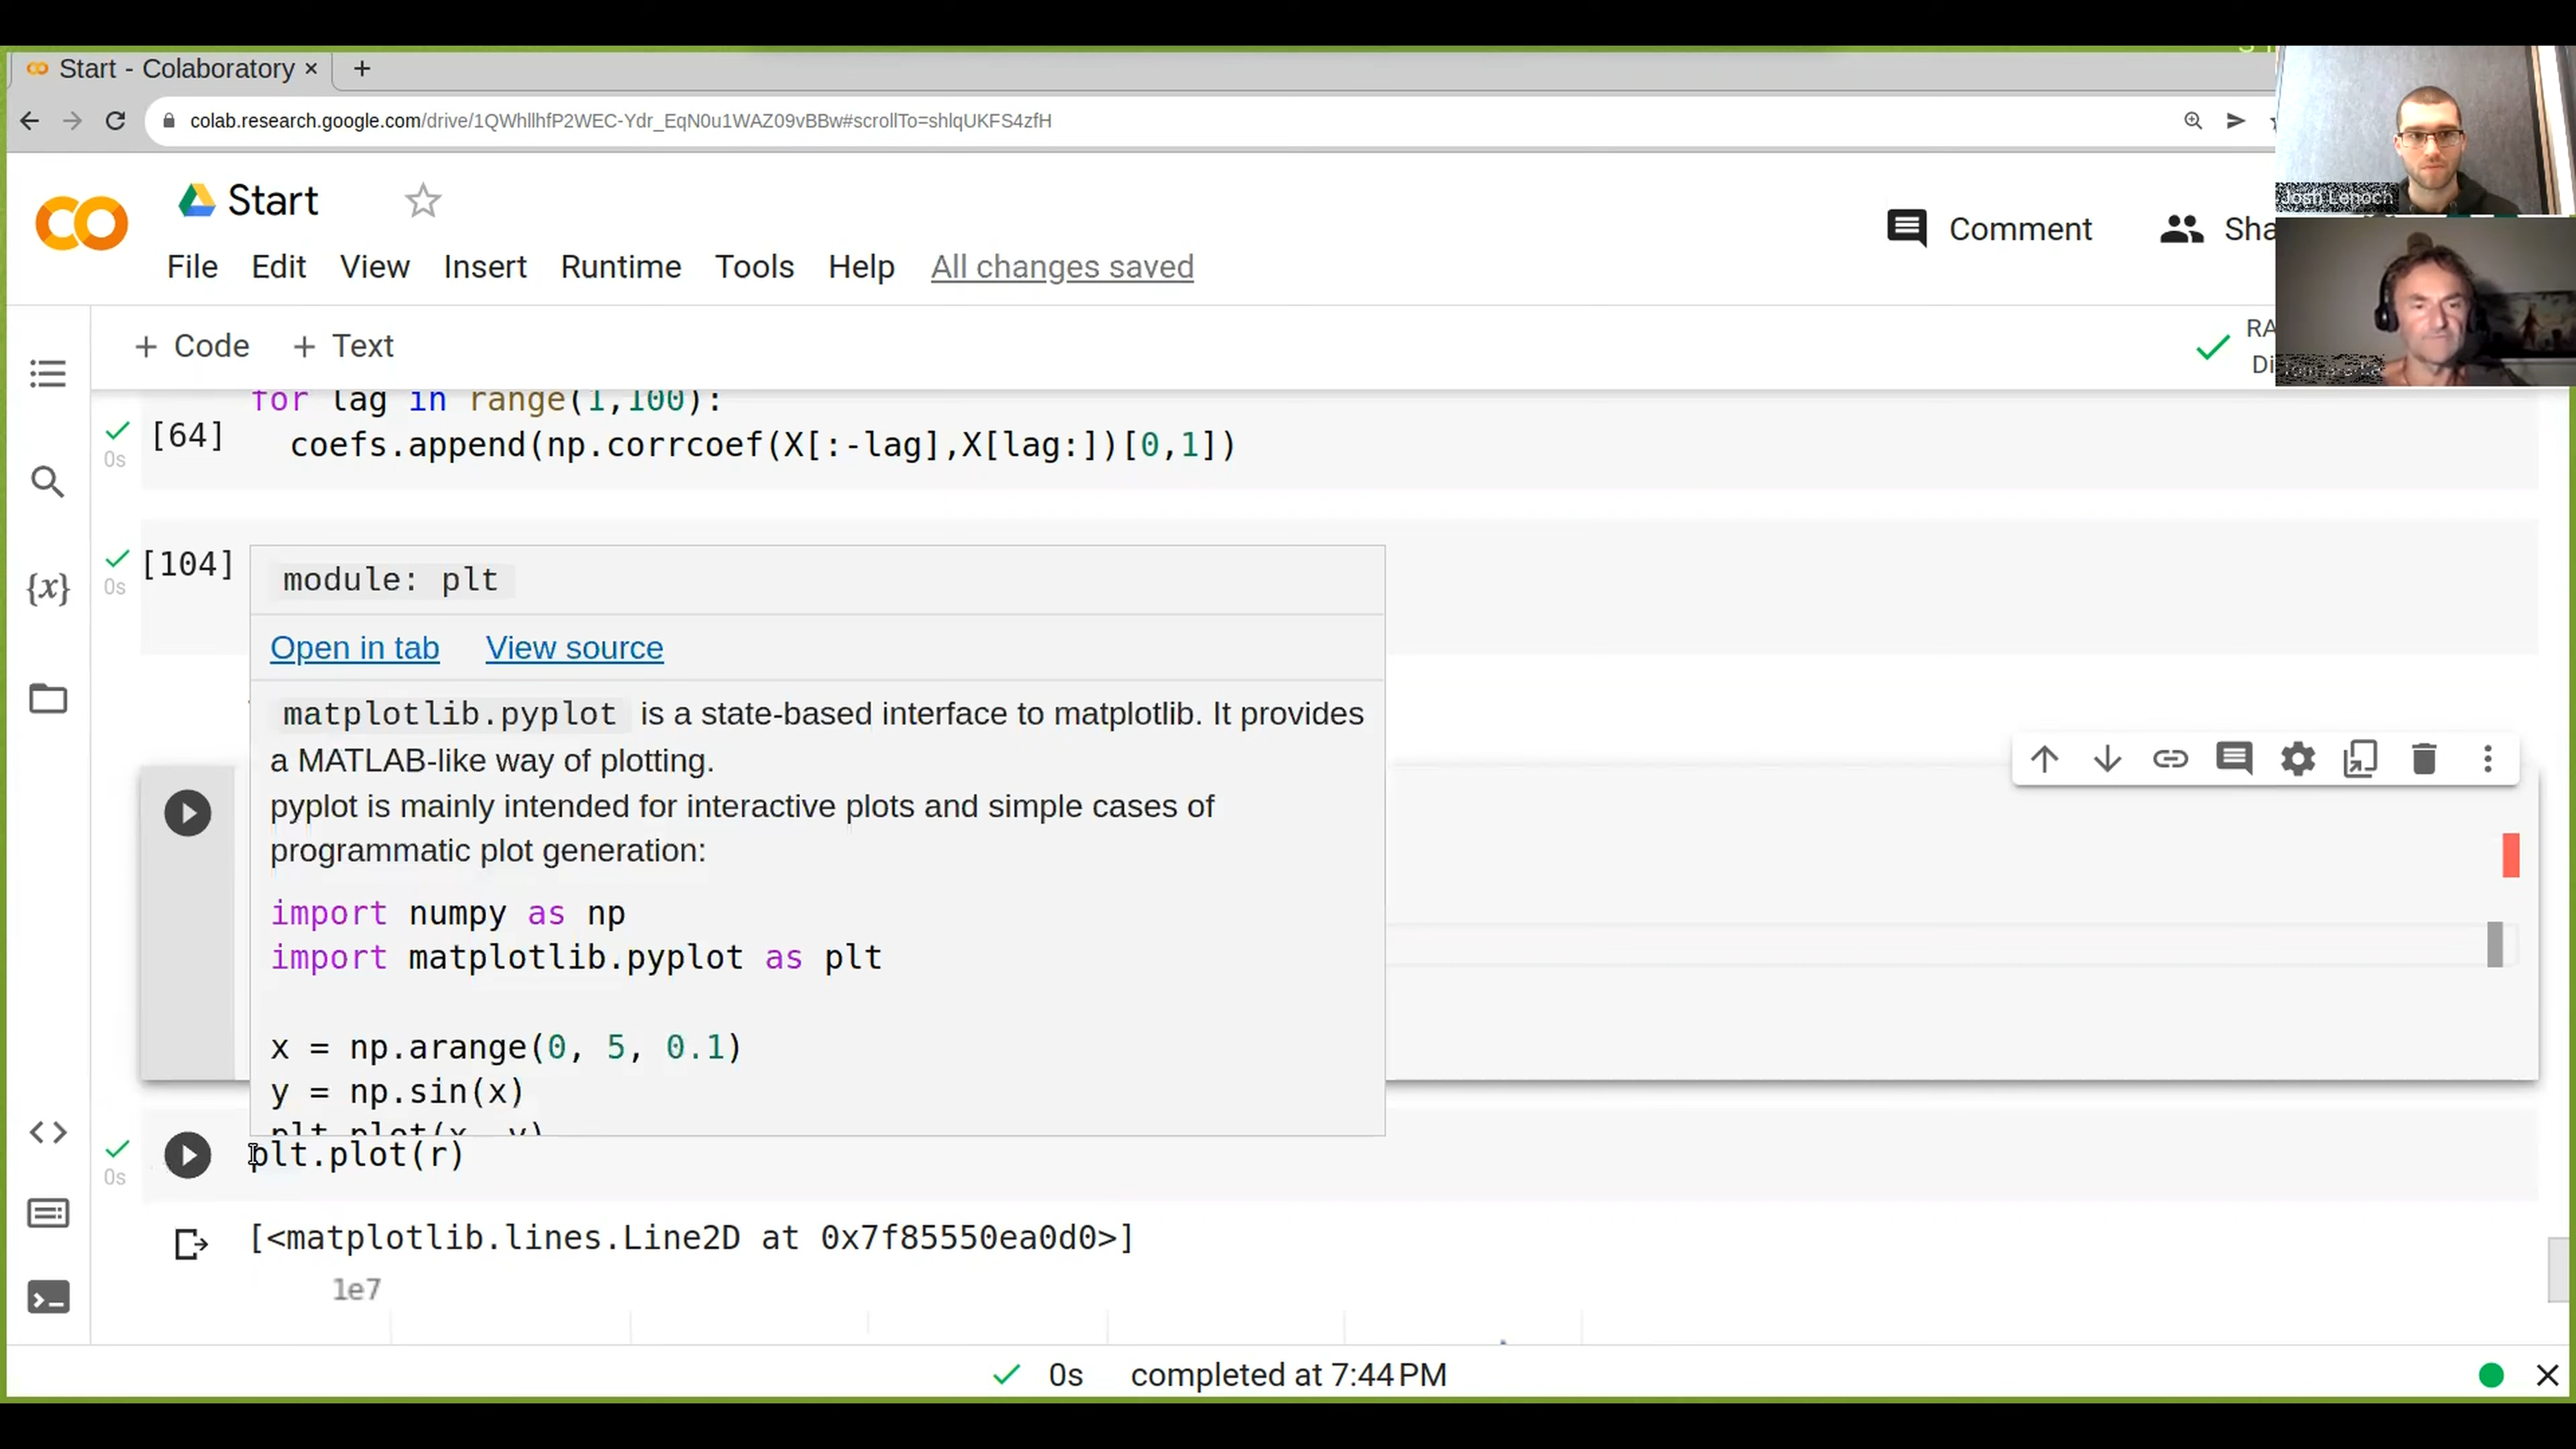 Start - Colaboratory
colab.research.google.com/drive/1QWhllhfP2WEC-Ydr_EqN0u1WAZ09vBBw#scrollTo=shlqUKFS4zfH
Start
Comment
Sha
File Edit View Insert Runtime Tools Help All changes saved
+ Code + Text
RA
Di
for lag in range(1,100):
[64]
0s
coefs.append(np.corrcoef(X[:-lag],X[lag:])[0,1])
[104]
0s
module: plt
Open in tab View source
matplotlib.pyplot is a state-based interface to matplotlib. It provides
a MATLAB-like way of plotting.
pyplot is mainly intended for interactive plots and simple cases of
programmatic plot generation:
import numpy as np
import matplotlib.pyplot as plt
x = np.arange(0, 5, 0.1)
y = np.sin(x)
plt.plot(x, y)
plt.plot(r)
0s
[<matplotlib.lines.Line2D at 0x7f85550ea0d0>]
1e7
0s completed at 7:44 PM